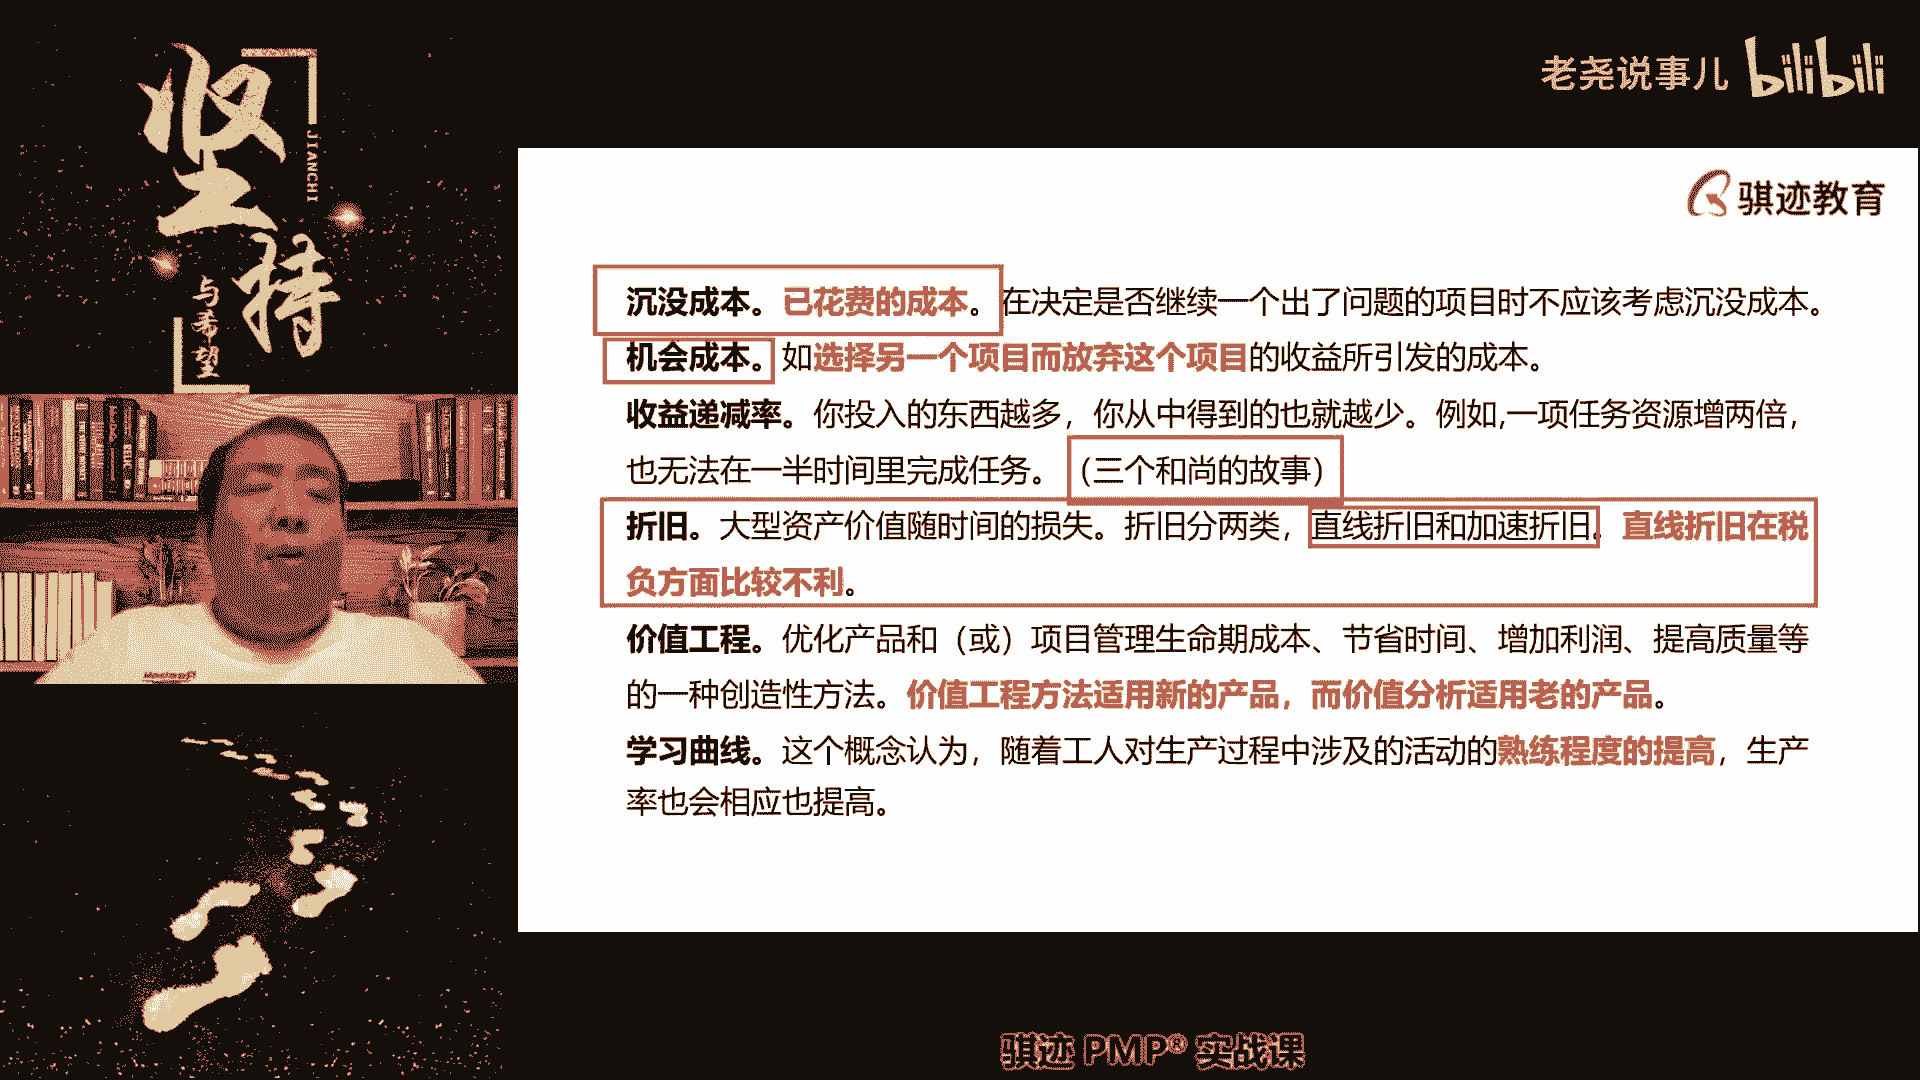 坚持
JIANCHI
与希望
老尧说事儿 bilibili
骐迹教育
沉没成本。已花费的成本。在决定是否继续一个出了问题的项目时不应该考虑沉没成本。
机会成本。如选择另一个项目而放弃这个项目的收益所引发的成本。
收益递减率。你投入的东西越多，你从中得到的也就越少。例如,一项任务资源增两倍，
也无法在一半时间里完成任务。（三个和尚的故事）
折旧。大型资产价值随时间的损失。折旧分两类，直线折旧和加速折旧。直线折旧在税
负方面比较不利。
价值工程。优化产品和（或）项目管理生命期成本、节省时间、增加利润、提高质量等
的一种创造性方法。价值工程方法适用新的产品，而价值分析适用老的产品。
学习曲线。这个概念认为，随着工人对生产过程中涉及的活动的熟练程度的提高，生产
率也会相应也提高。
骐迹 PMP® 实战课